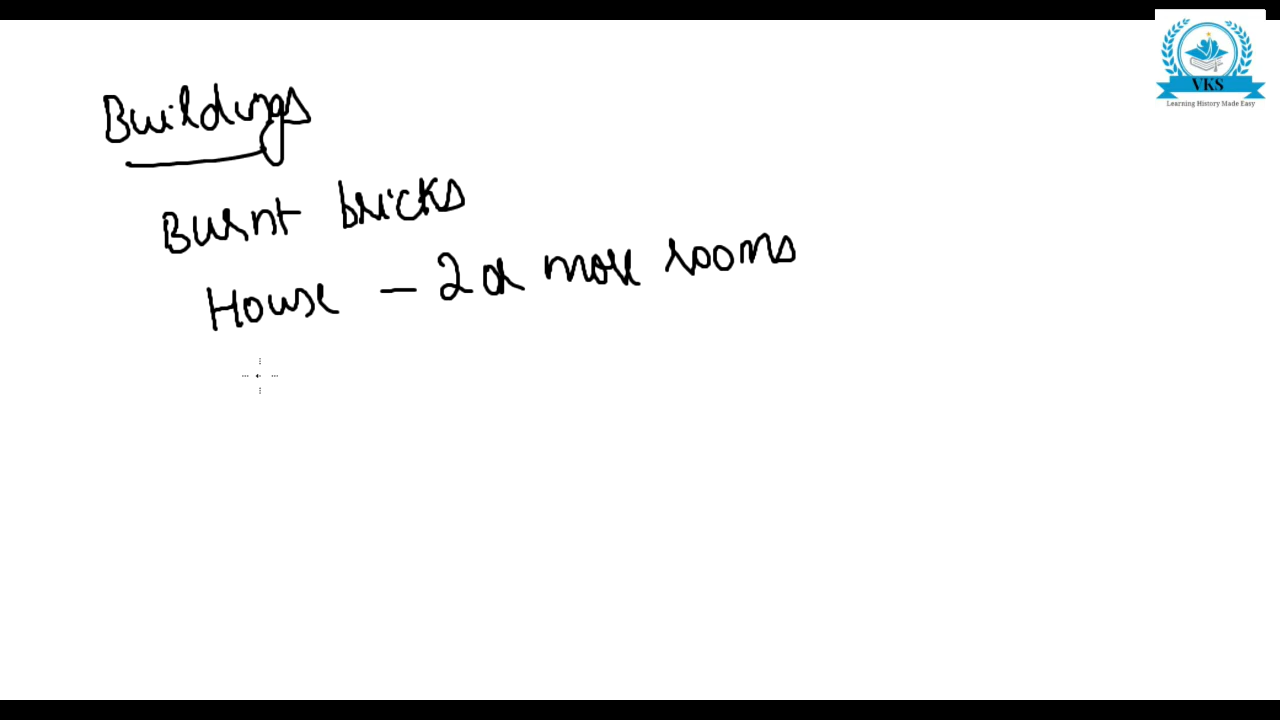 VKS
Learning History Made Easy
Buildings
Burnt bricks
House - 2 or more rooms